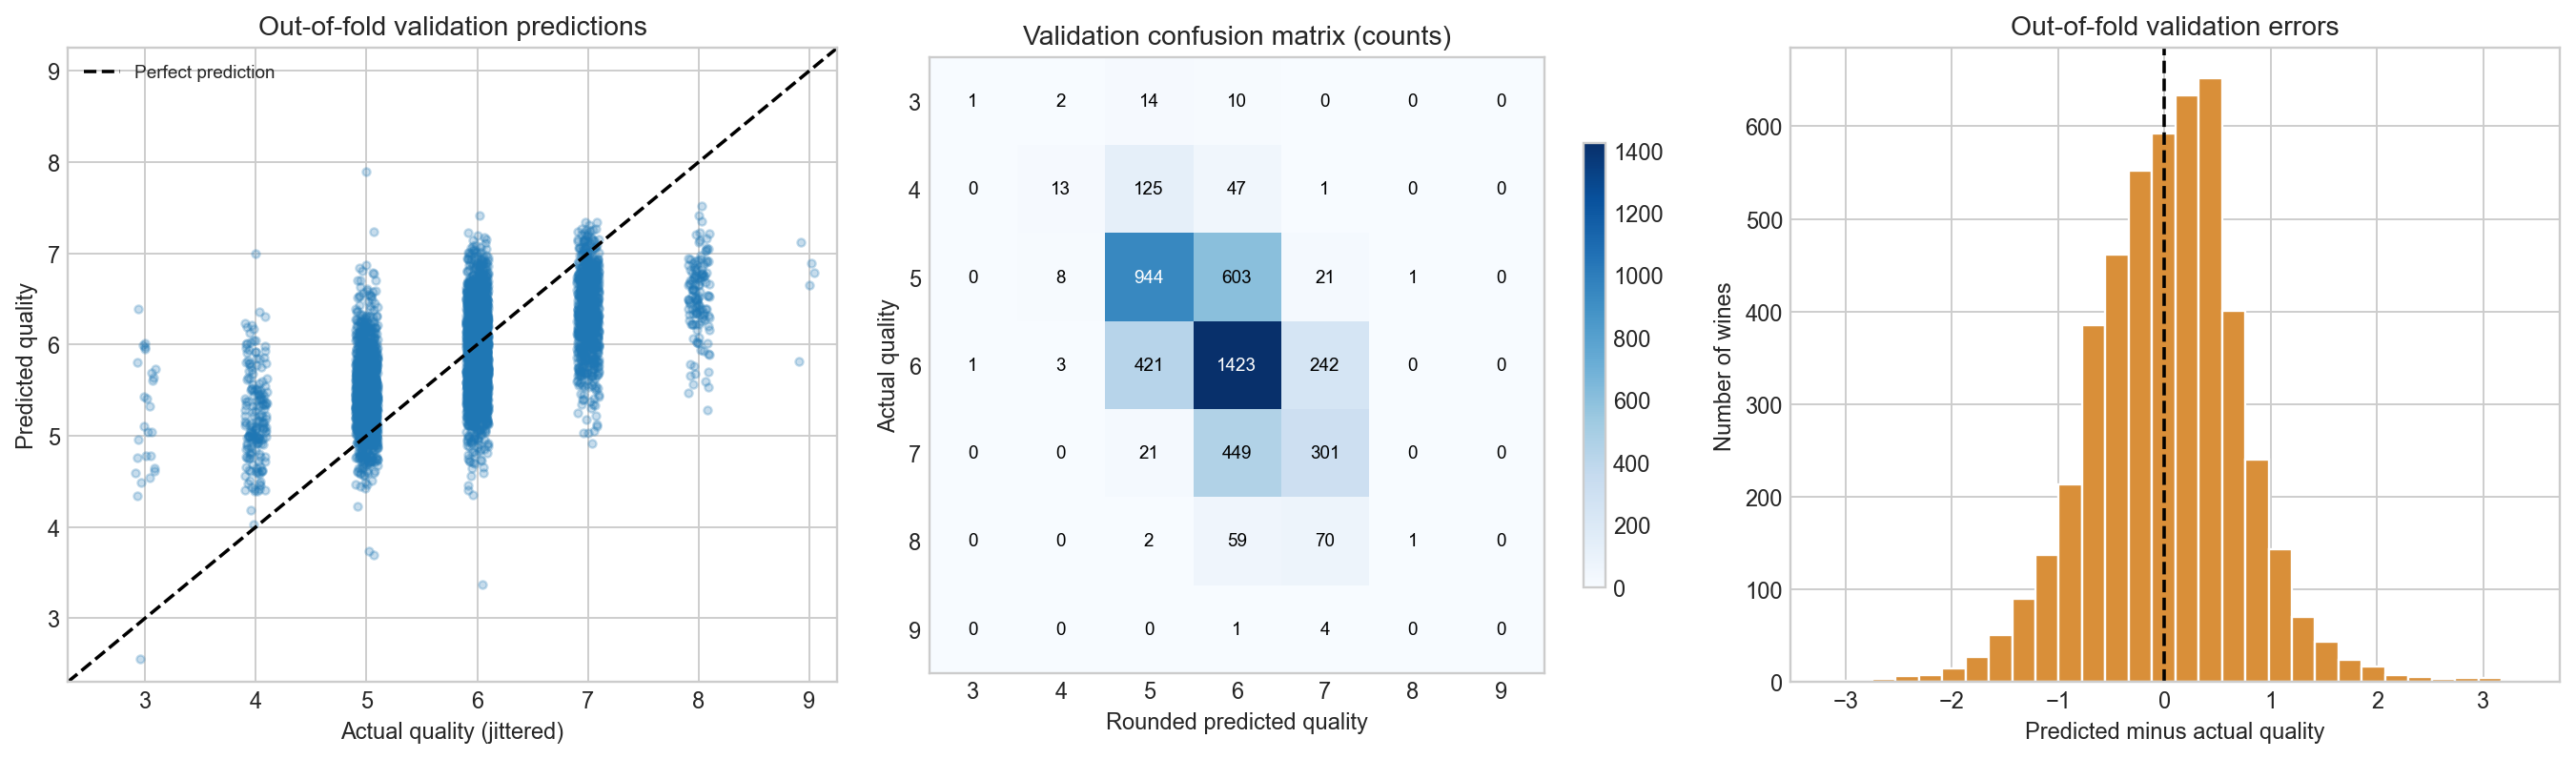 Out-of-fold validation predictions
Perfect prediction
9
8
7
6
5
4
3
Predicted quality
3 4 5 6 7 8 9
Actual quality (jittered)
Validation confusion matrix (counts)
Actual quality
3 1 2 14 10 0 0 0
4 0 13 125 47 1 0 0
5 0 8 944 603 21 1 0
6 1 3 421 1423 242 0 0
7 0 0 21 449 301 0 0
8 0 0 2 59 70 1 0
9 0 0 0 1 4 0 0
3 4 5 6 7 8 9
Rounded predicted quality
1400
1200
1000
800
600
400
200
0
Out-of-fold validation errors
Number of wines
600
500
400
300
200
100
0
−3 −2 −1 0 1 2 3
Predicted minus actual quality